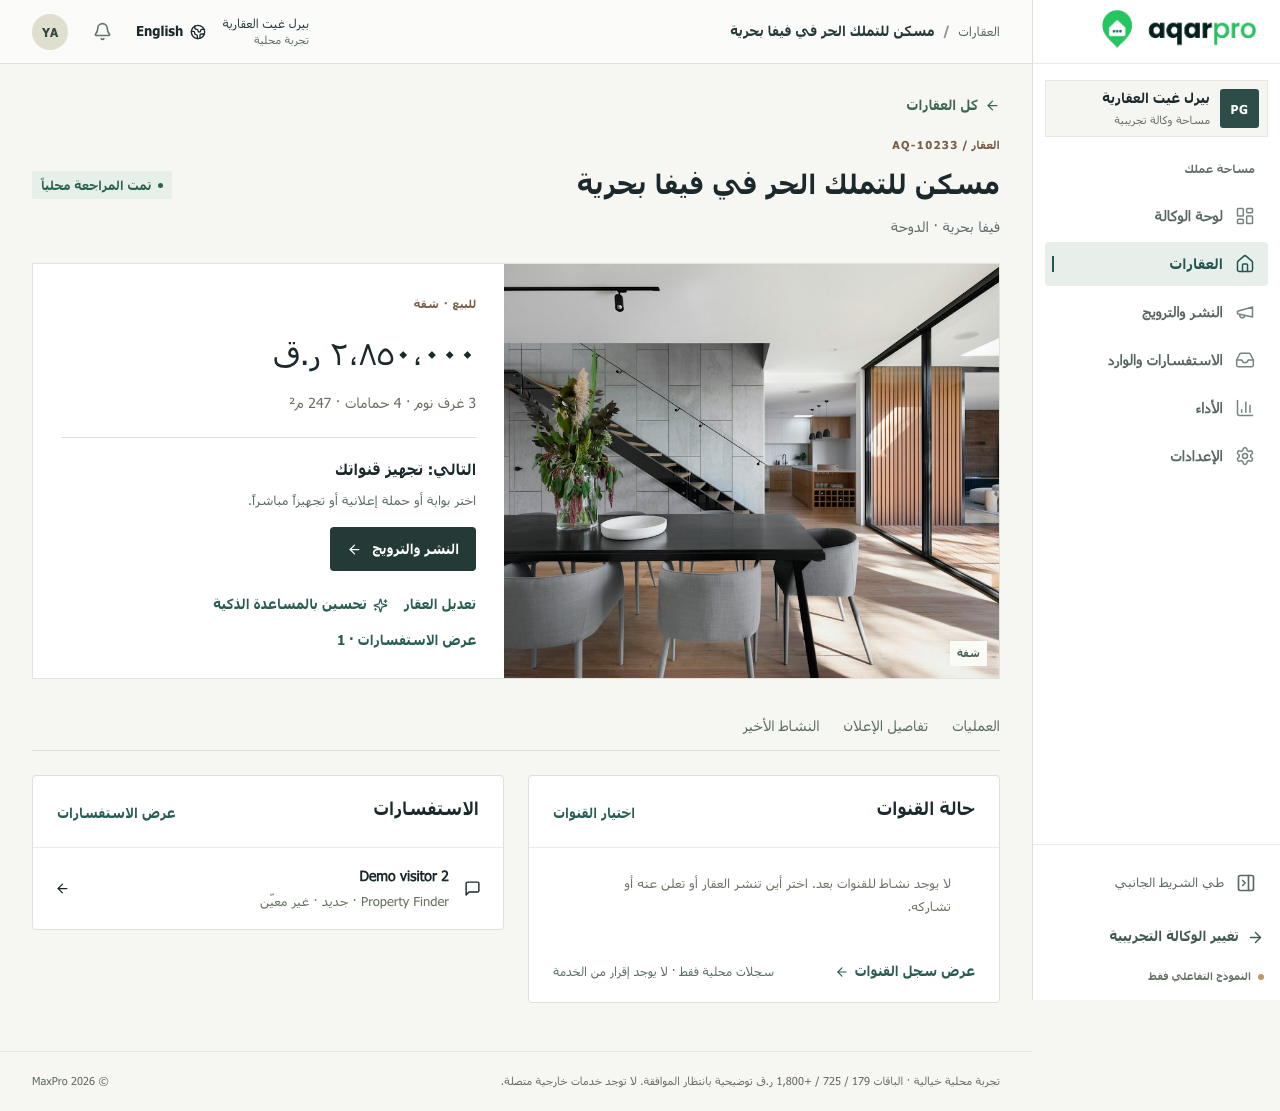 aqarpro
PG
بيرل غيت العقارية
مساحة وكالة تجريبية
مساحة عملك
لوحة الوكالة
العقارات
النشر والترويج
الاستفسارات والوارد
الأداء
الإعدادات
طي الشريط الجانبي
تغيير الوكالة التجريبية
النموذج التفاعلي فقط
العقارات / مسكن للتملك الحر في فيفا بحرية
بيرل غيت العقارية
تجربة محلية
English
YA
كل العقارات
العقار / AQ-10233
مسكن للتملك الحر في فيفا بحرية
تمت المراجعة محلياً
فيفا بحرية · الدوحة
شقة
للبيع · شقة
٢،٨٥٠،٠٠٠ ر.ق
3 غرف نوم · 4 حمامات · 247 م²
التالي: تجهيز قنواتك
اختر بوابة أو حملة إعلانية أو تجهيزاً مباشراً.
النشر والترويج
تعديل العقار
تحسين بالمساعدة الذكية
عرض الاستفسارات · 1
العمليات
تفاصيل الإعلان
النشاط الأخير
حالة القنوات
اختيار القنوات
لا يوجد نشاط للقنوات بعد. اختر أين تنشر العقار أو تعلن عنه أو
تشاركه.
عرض سجل القنوات
سجلات محلية فقط · لا يوجد إقرار من الخدمة
الاستفسارات
عرض الاستفسارات
Demo visitor 2
Property Finder · جديد · غير معيّن
تجربة محلية خيالية · الباقات 179 / 725 / +1,800 ر.ق توضيحية بانتظار الموافقة. لا توجد خدمات خارجية متصلة.
© 2026 MaxPro